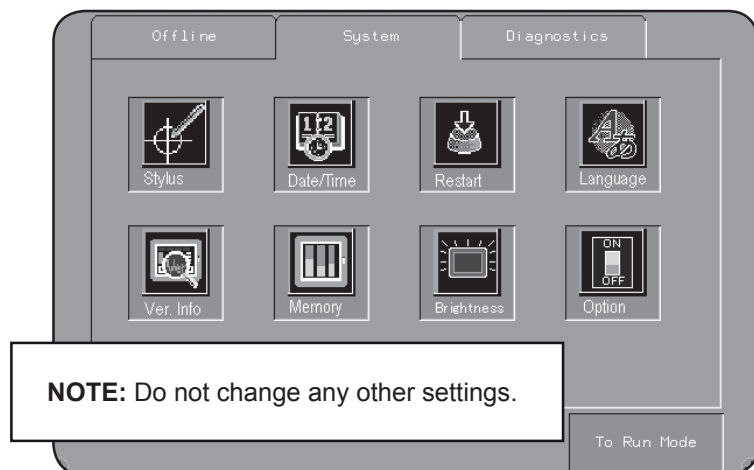 Offline System Diagnostics
12
Stylus Date/Time Restart Language
ON
OFF
Ver. Info Memory Brightness Option
NOTE: Do not change any other settings.
To Run Mode